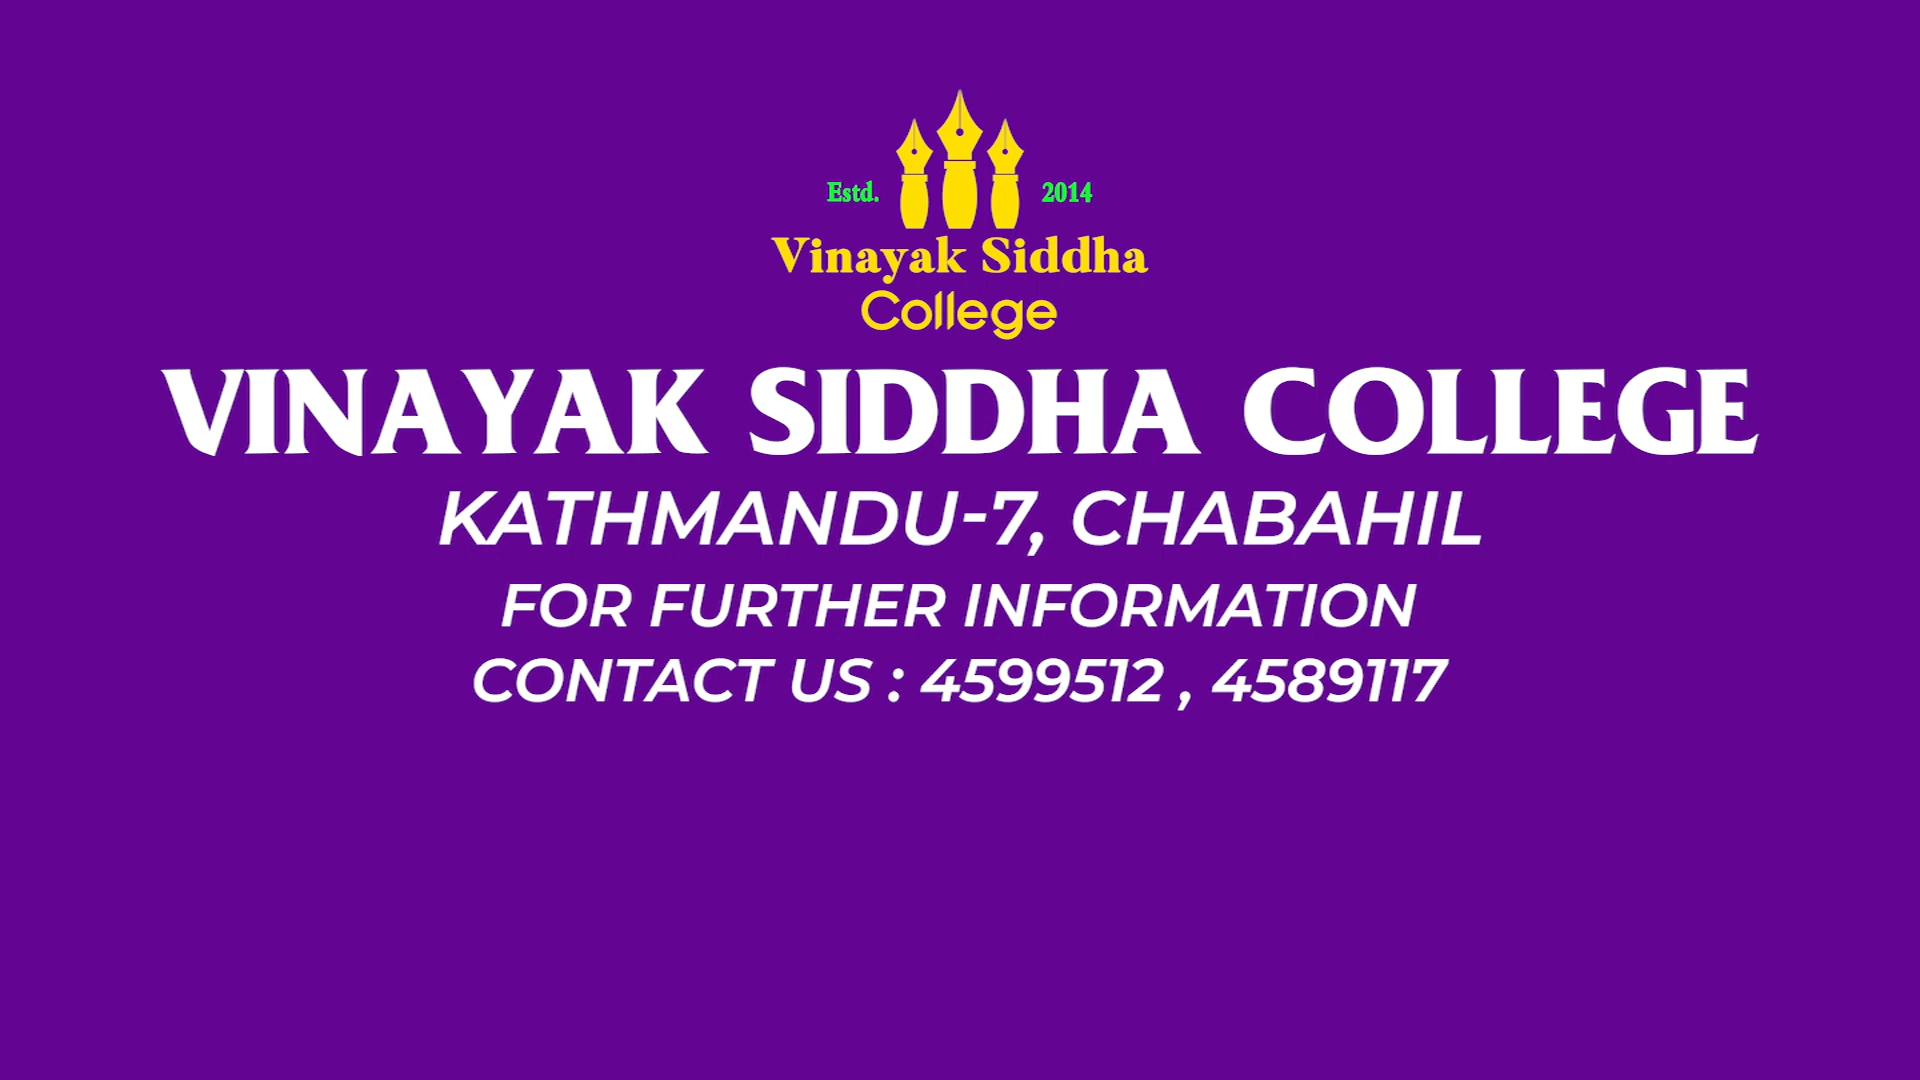 Estd. 2014
Vinayak Siddha
College
VINAYAK SIDDHA COLLEGE
KATHMANDU-7, CHABAHIL
FOR FURTHER INFORMATION
CONTACT US : 4599512 , 4589117